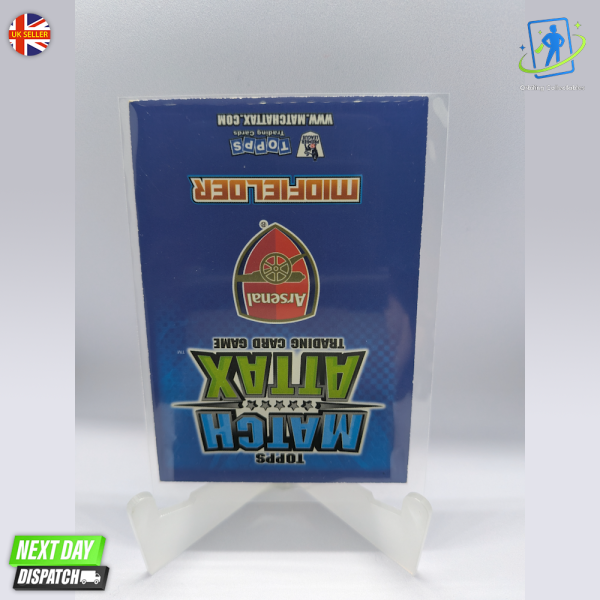 UK SELLER
WWW.MATCHATTAX.COM
TOPPS
Trading Cards
MIDFIELDER
®
Arsenal
TRADING CARD GAME
ATTAX
MATCH
TOPPS
NEXT DAY
DISPATCH